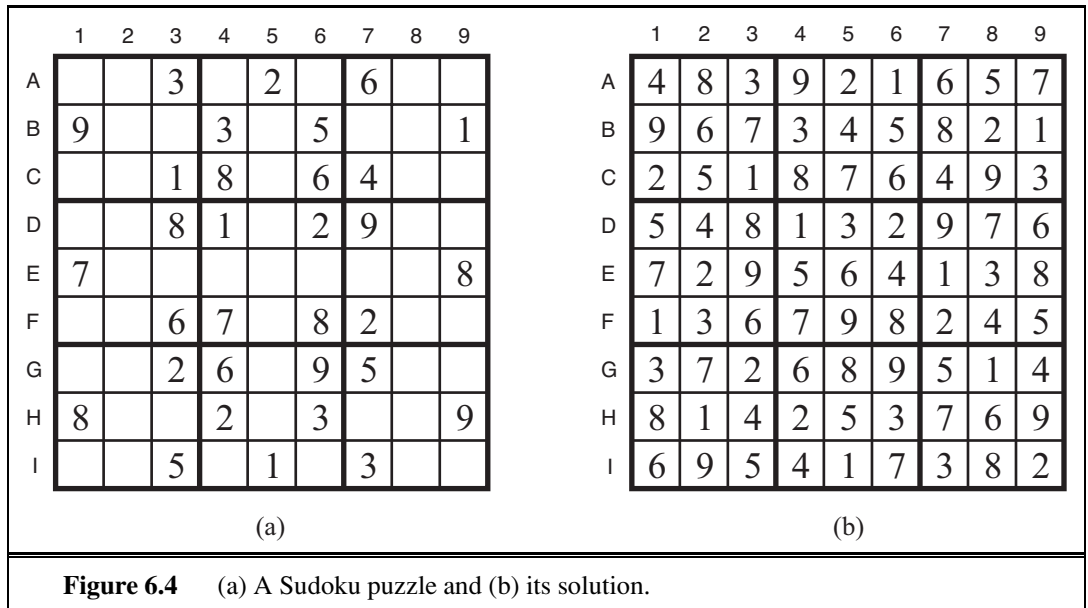 1 2 3 4 5 6 7 8 9
A 3 2 6
B 9 3 5 1
C 1 8 6 4
D 8 1 2 9
E 7 8
F 6 7 8 2
G 2 6 9 5
H 8 2 3 9
I 5 1 3
(a)
1 2 3 4 5 6 7 8 9
A 4 8 3 9 2 1 6 5 7
B 9 6 7 3 4 5 8 2 1
C 2 5 1 8 7 6 4 9 3
D 5 4 8 1 3 2 9 7 6
E 7 2 9 5 6 4 1 3 8
F 1 3 6 7 9 8 2 4 5
G 3 7 2 6 8 9 5 1 4
H 8 1 4 2 5 3 7 6 9
I 6 9 5 4 1 7 3 8 2
(b)
Figure 6.4 (a) A Sudoku puzzle and (b) its solution.